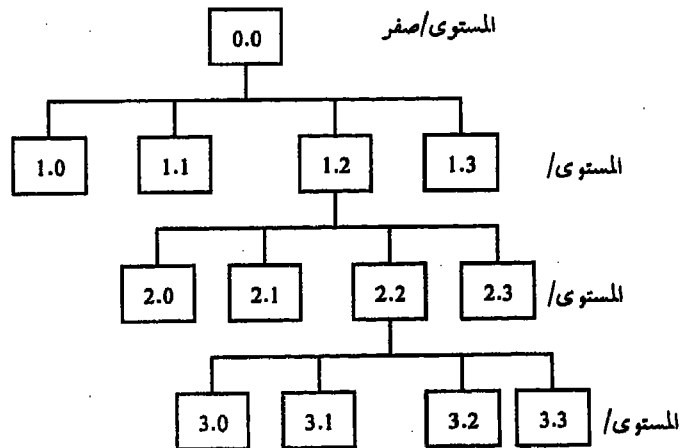 المستوى/صفر
0.0
1.0 1.1 1.2 1.3 المستوى/
2.0 2.1 2.2 2.3 المستوى/
3.0 3.1 3.2 3.3 المستوى/